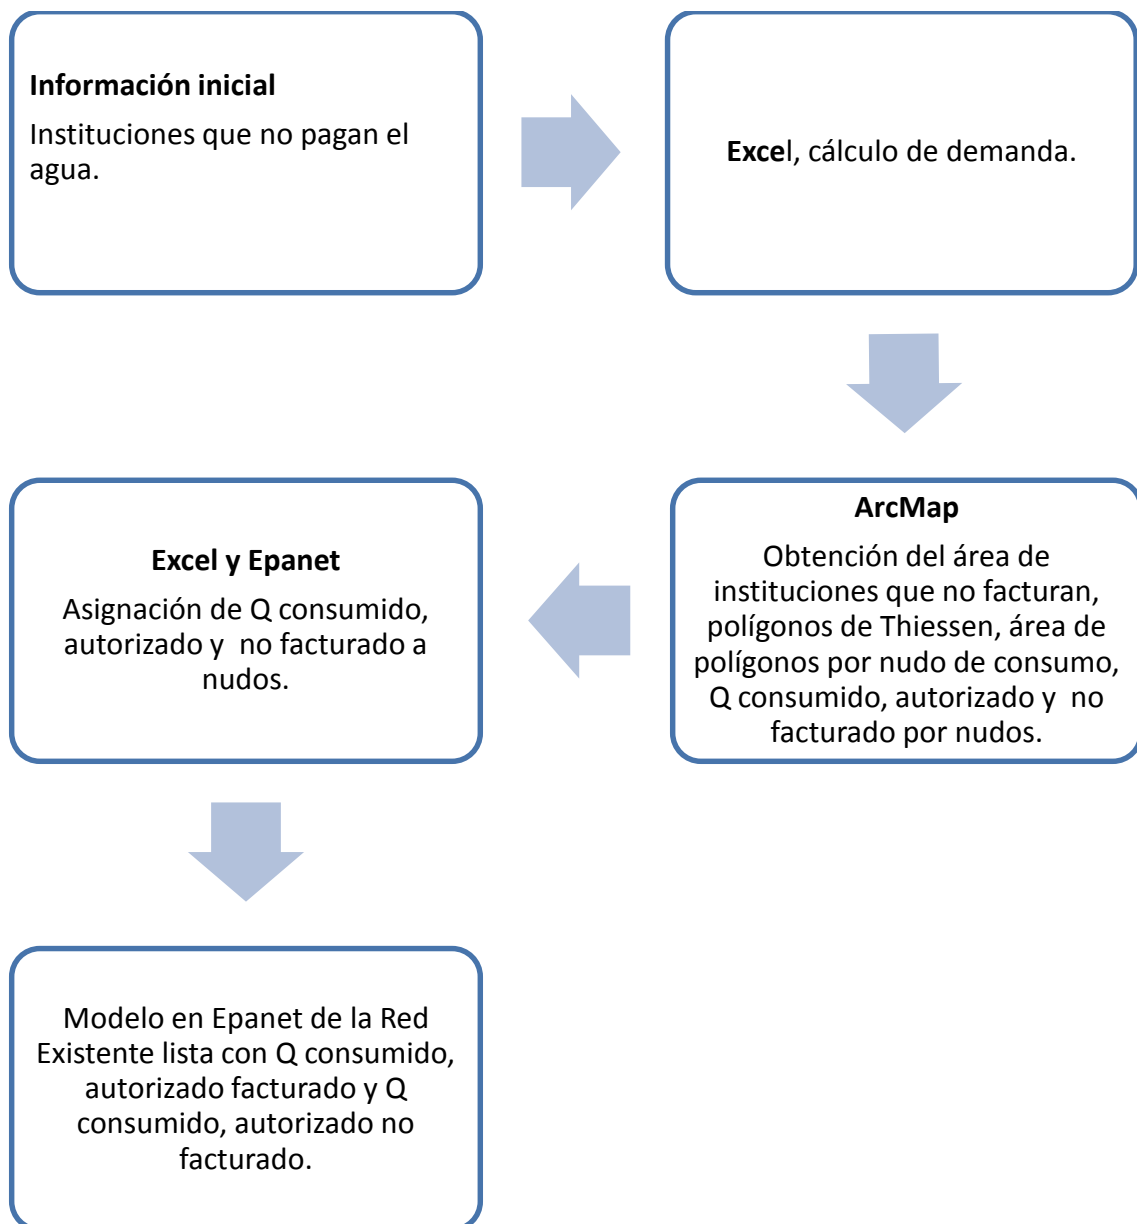 Información inicial
Instituciones que no pagan el
agua.
Excel, cálculo de demanda.
ArcMap
Obtención del área de
instituciones que no facturan,
polígonos de Thiessen, área de
polígonos por nudo de consumo,
Q consumido, autorizado y  no
facturado por nudos.
Excel y Epanet
Asignación de Q consumido,
autorizado y  no facturado a
nudos.
Modelo en Epanet de la Red
Existente lista con Q consumido,
autorizado facturado y Q
consumido, autorizado no
facturado.